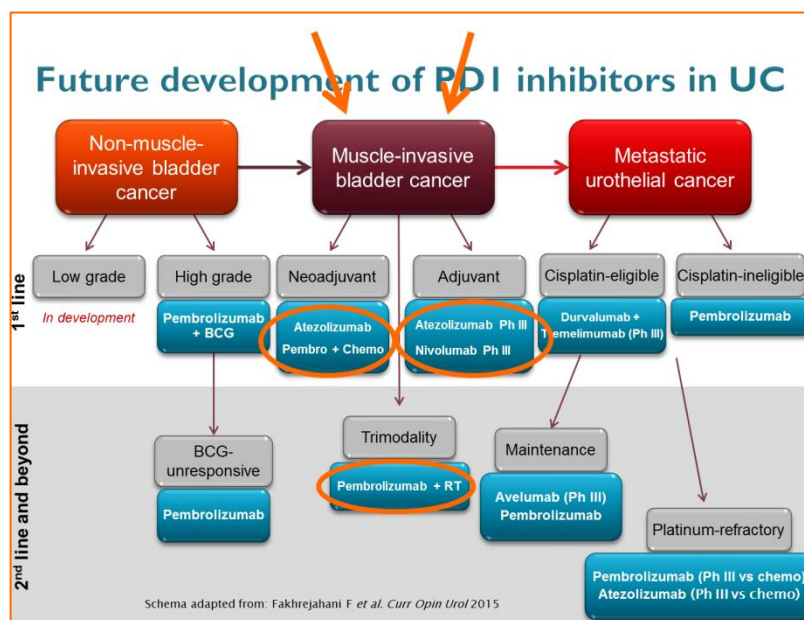 Future development of PD1 inhibitors in UC
Non-muscle-
invasive bladder
cancer
Muscle-invasive
bladder cancer
Metastatic
urothelial cancer
1st line
Low grade
In development
High grade
Pembrolizumab
+ BCG
Neoadjuvant
Atezolizumab
Pembro + Chemo
Adjuvant
Atezolizumab Ph III
Nivolumab Ph III
Cisplatin-eligible
Durvalumab +
Tremelimumab (Ph III)
Cisplatin-ineligible
Pembrolizumab
2nd line and beyond
BCG-
unresponsive
Pembrolizumab
Trimodality
Pembrolizumab + RT
Maintenance
Avelumab (Ph III)
Pembrolizumab
Platinum-refractory
Pembrolizumab (Ph III vs chemo)
Atezolizumab (Ph III vs chemo)
Schema adapted from: Fakhrejahani F et al. Curr Opin Urol 2015